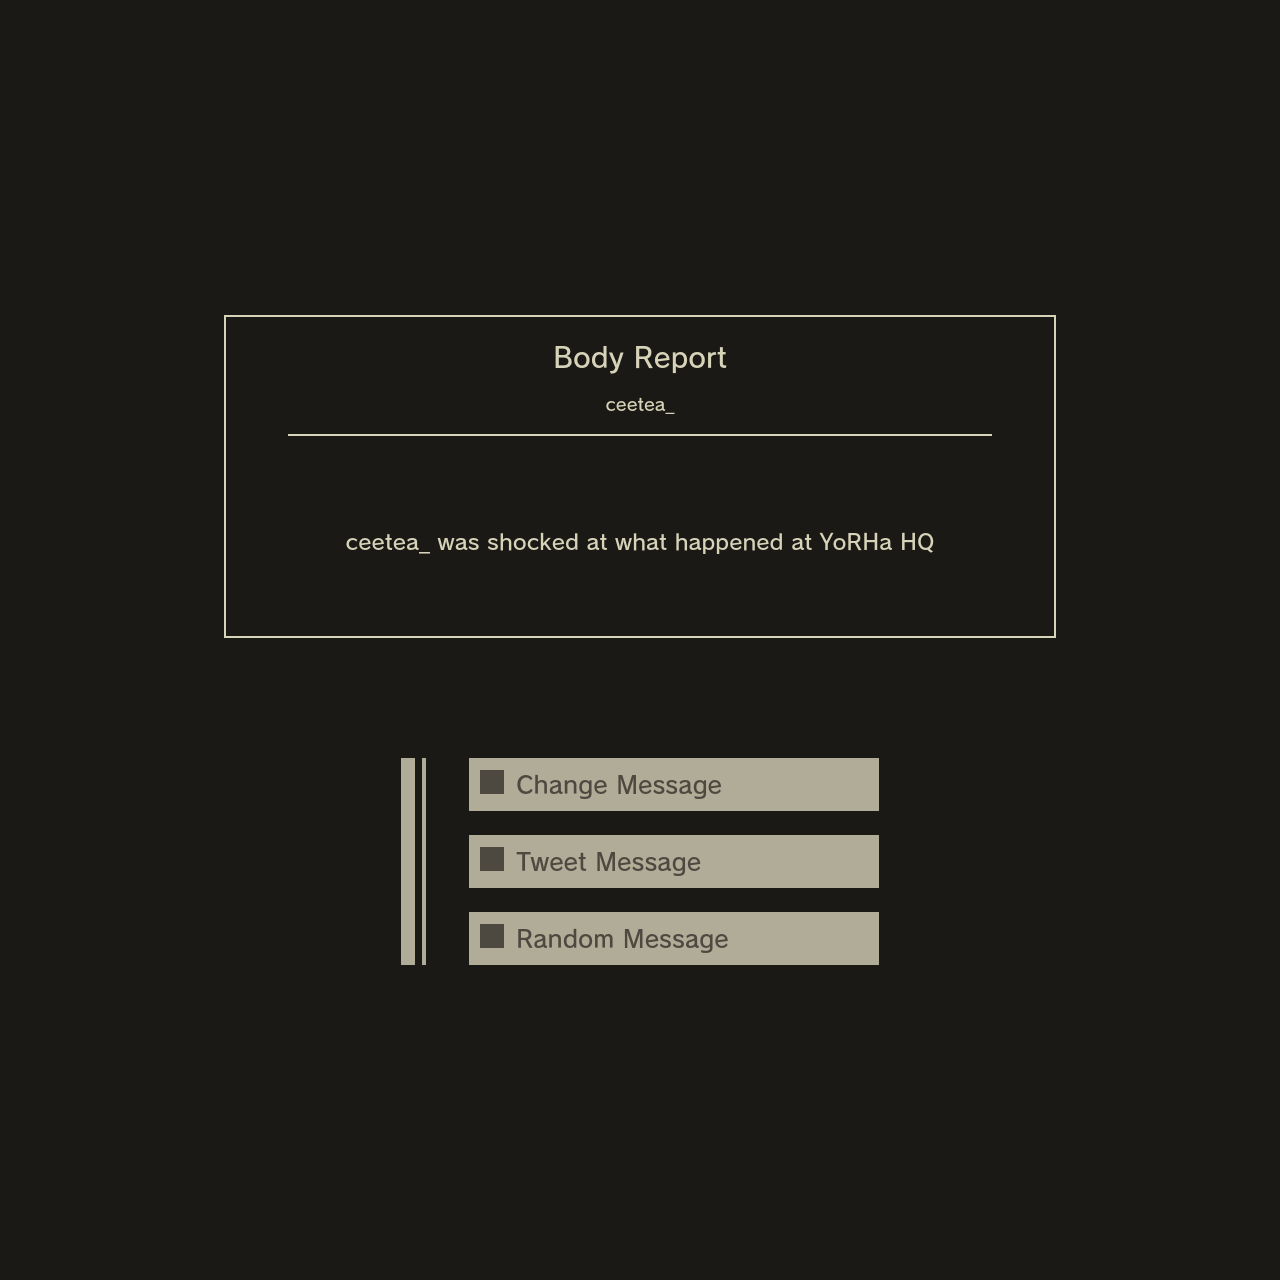 Body Report
ceetea_
ceetea_ was shocked at what happened at YoRHa HQ
Change Message
Tweet Message
Random Message